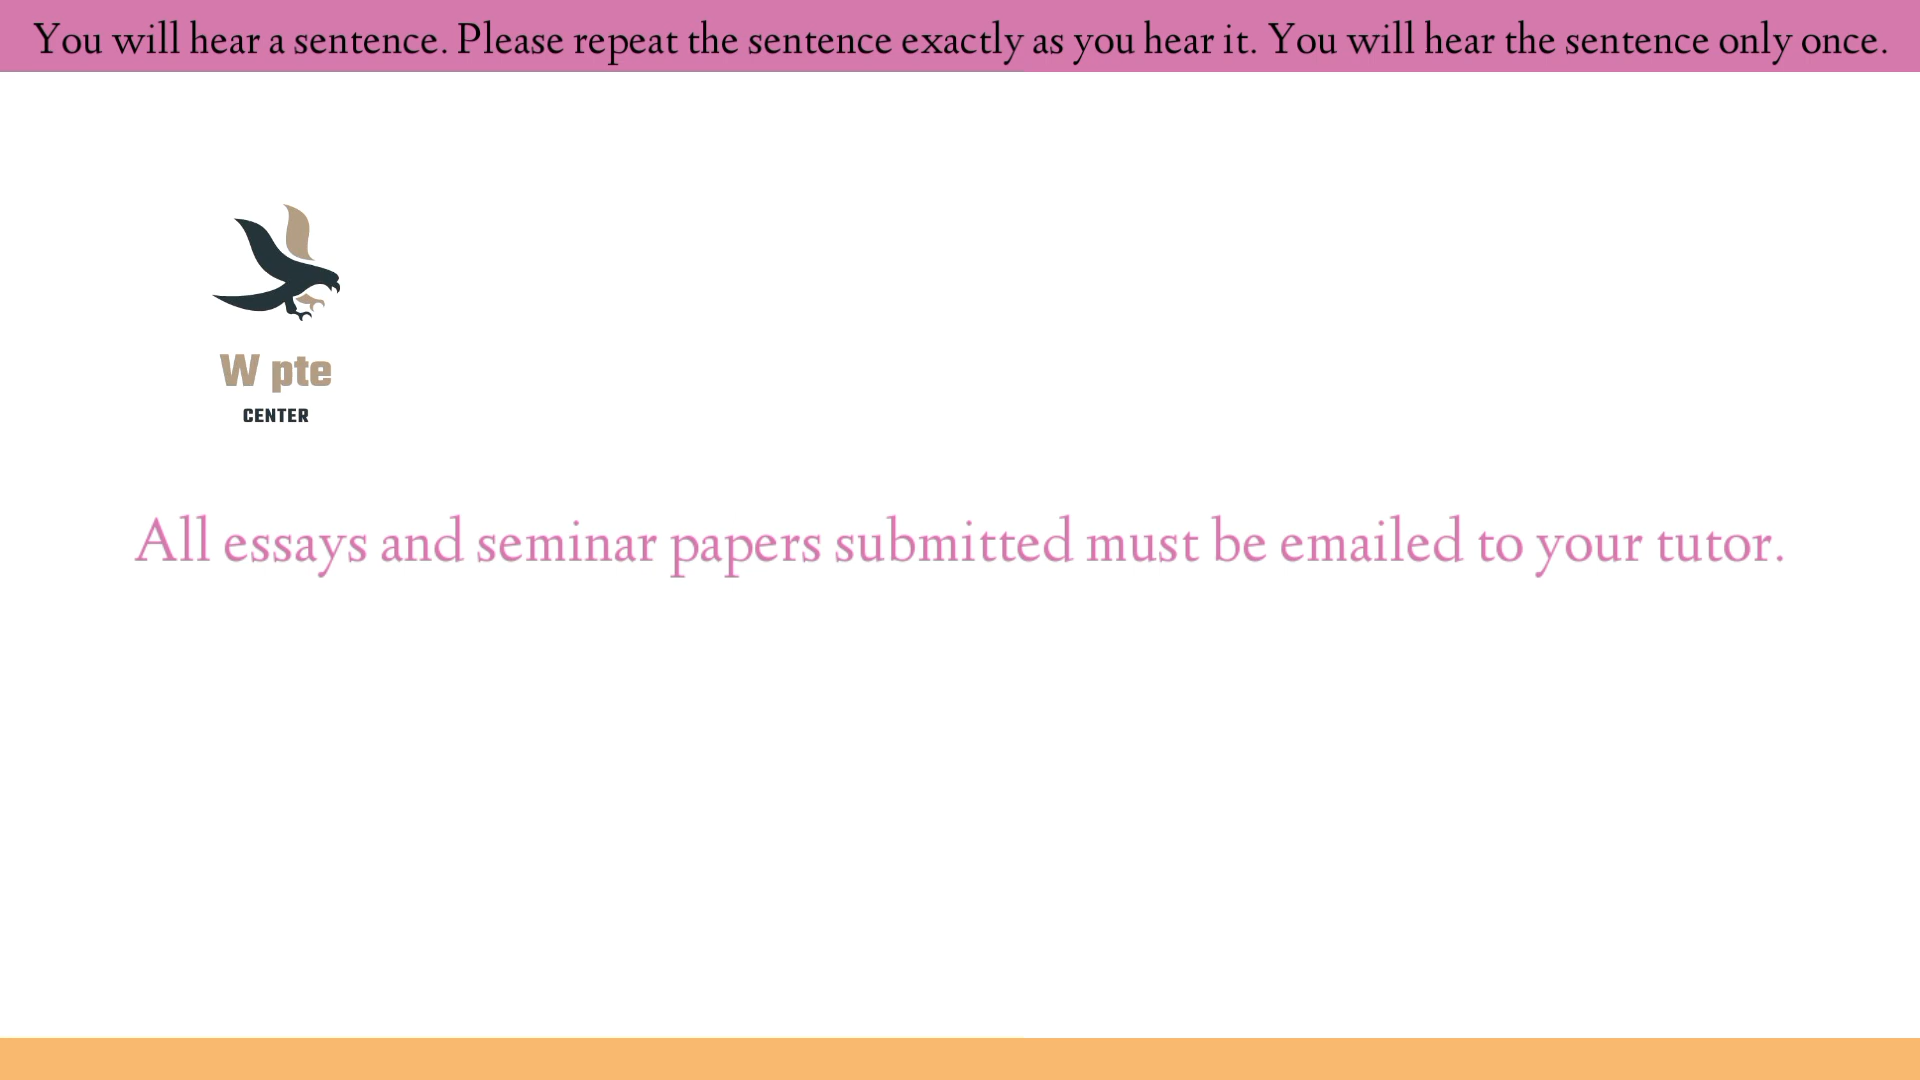 You will hear a sentence. Please repeat the sentence exactly as you hear it. You will hear the sentence only once.
W pte
CENTER
All essays and seminar papers submitted must be emailed to your tutor.